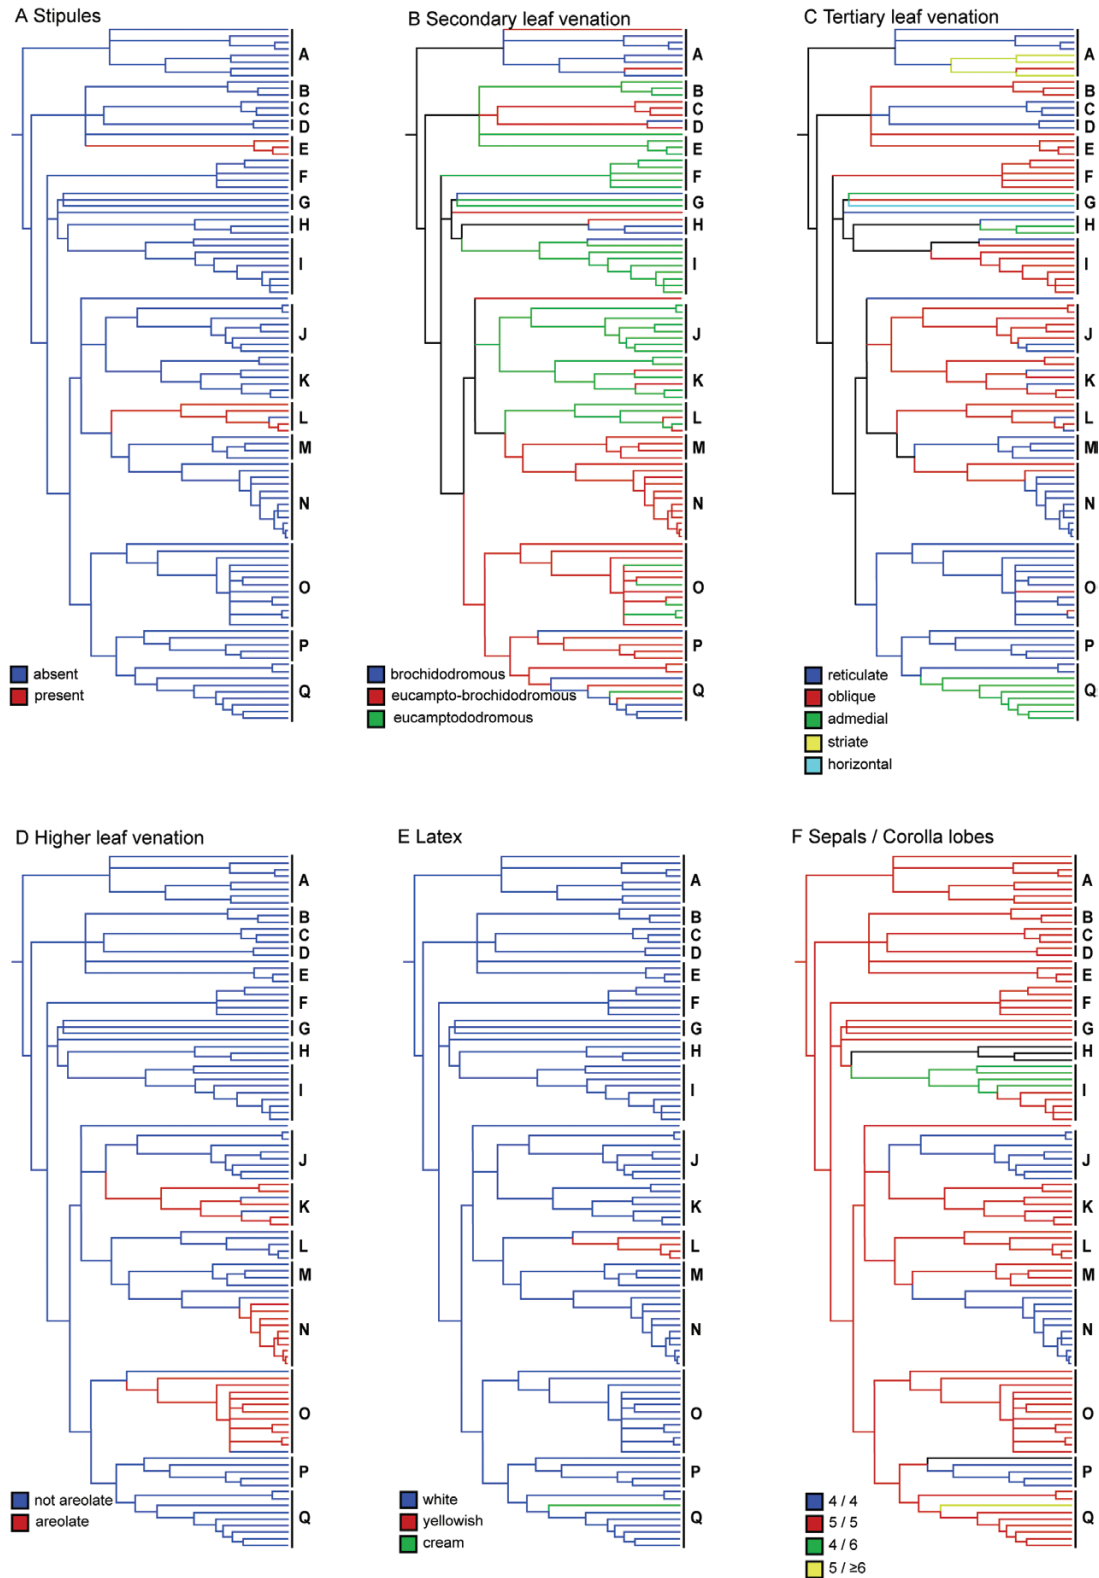 A Stipules
A
B
C
D
E
F
G
H
I
J
K
L
M
N
O
P
Q
absent
present
B Secondary leaf venation
A
B
C
D
E
F
G
H
I
J
K
L
M
N
O
P
Q
brochidodromous
eucampto-brochidodromous
eucamptododromous
C Tertiary leaf venation
A
B
C
D
E
F
G
H
I
J
K
L
M
N
O
P
Q
reticulate
oblique
admedial
striate
horizontal
D Higher leaf venation
A
B
C
D
E
F
G
H
I
J
K
L
M
N
O
P
Q
not areolate
areolate
E Latex
A
B
C
D
E
F
G
H
I
J
K
L
M
N
O
P
Q
white
yellowish
cream
F Sepals / Corolla lobes
A
B
C
D
E
F
G
H
I
J
K
L
M
N
O
P
Q
4 / 4
5 / 5
4 / 6
5 / ≥6